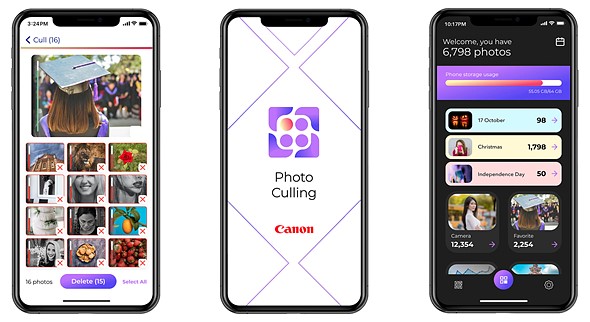 3:24PM
Cull (16)
16 photos
Delete (15)
Select All
Photo
Culling
Canon
10:17PM
Welcome, you have
6,798 photos
Phone storage usage
55.05 GB/64 GB
17 October
98
Christmas
1,798
Independence Day
50
Camera
12,354
Favorite
2,254